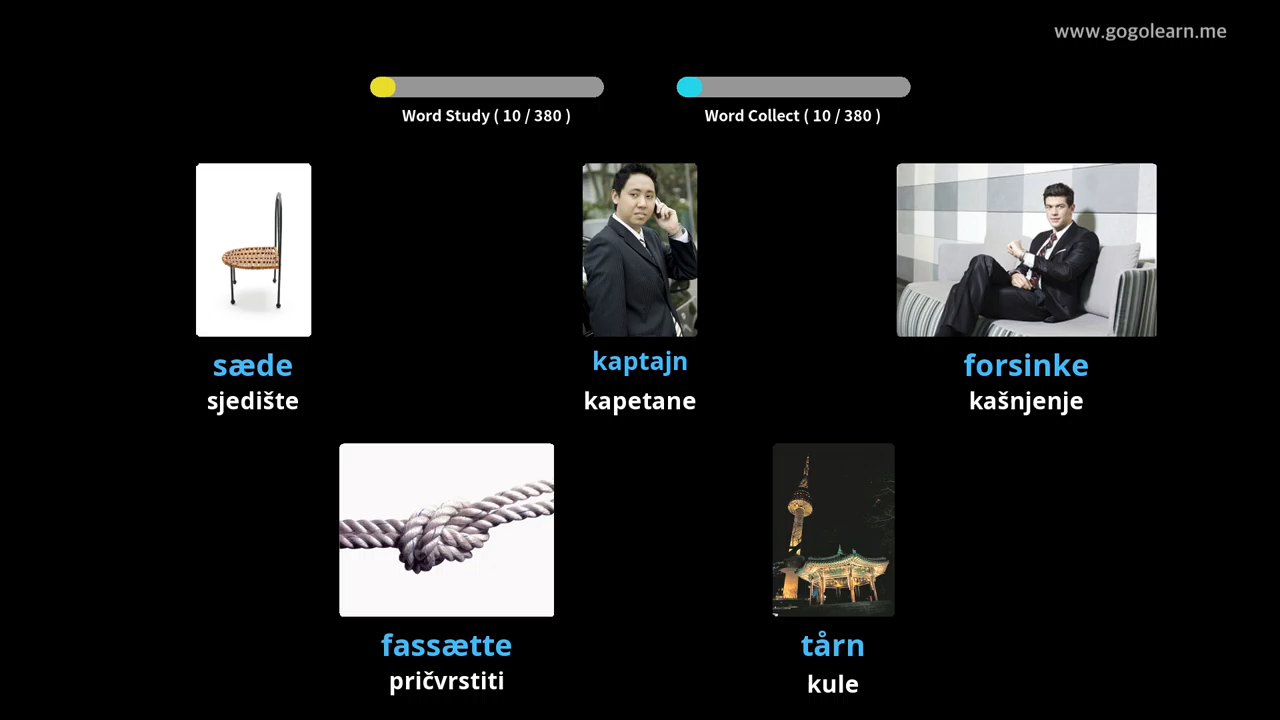 www.gogolearn.me
Word Study ( 10 / 380 )
Word Collect ( 10 / 380 )
sæde
sjedište
kaptajn
kapetane
forsinke
kašnjenje
fassætte
pričvrstiti
tårn
kule